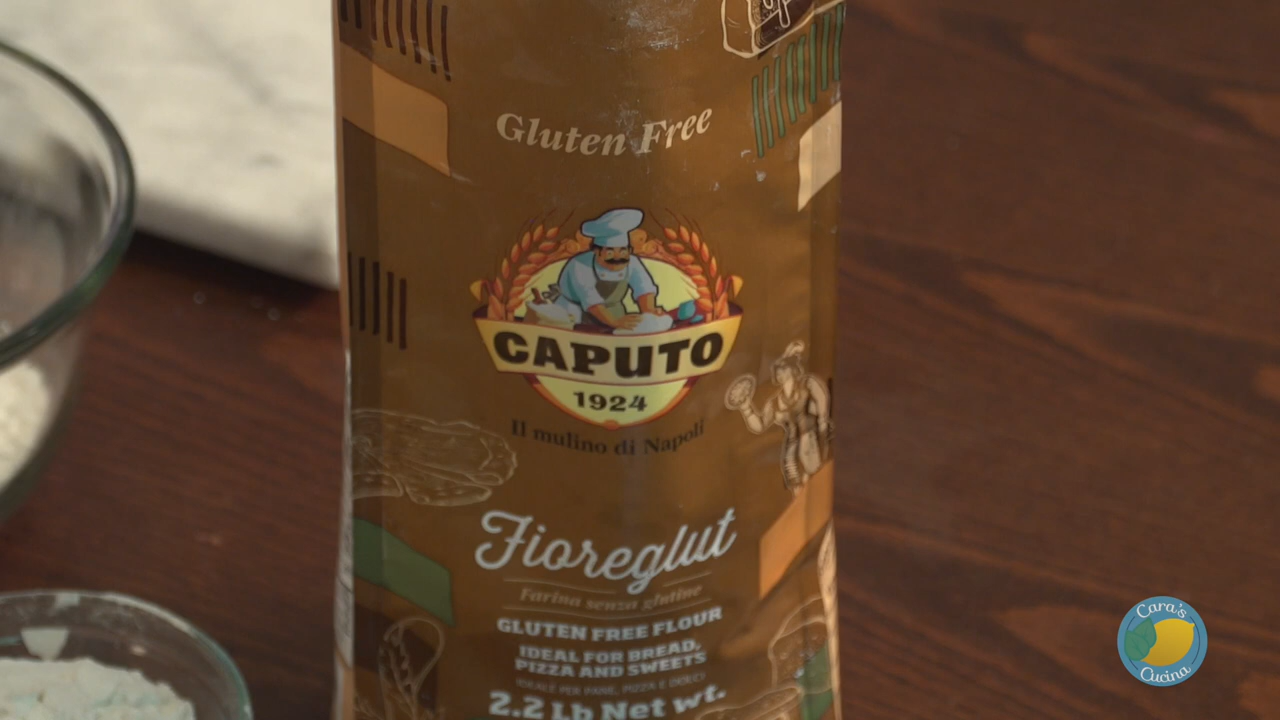 Gluten Free
CAPUTO
1924
Il mulino di Napoli
Fioreglut
Farina senza glutine
GLUTEN FREE FLOUR
IDEAL FOR BREAD,
PIZZA AND SWEETS
IDEALE PER PANE, PIZZA E DOLCI
2.2 Lb Net wt.
Cara's
Cucina